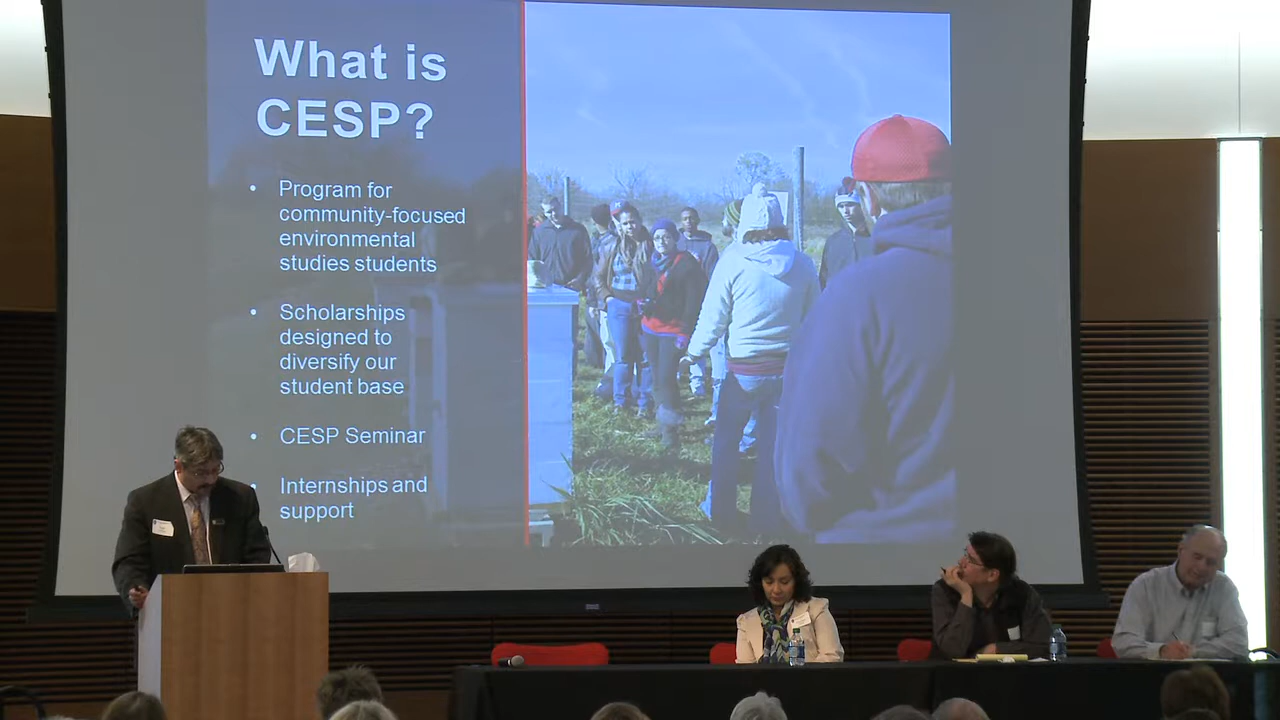 What is
CESP?
• Program for
community-focused
environmental
studies students
• Scholarships
designed to
diversify our
student base
• CESP Seminar
• Internships and
support